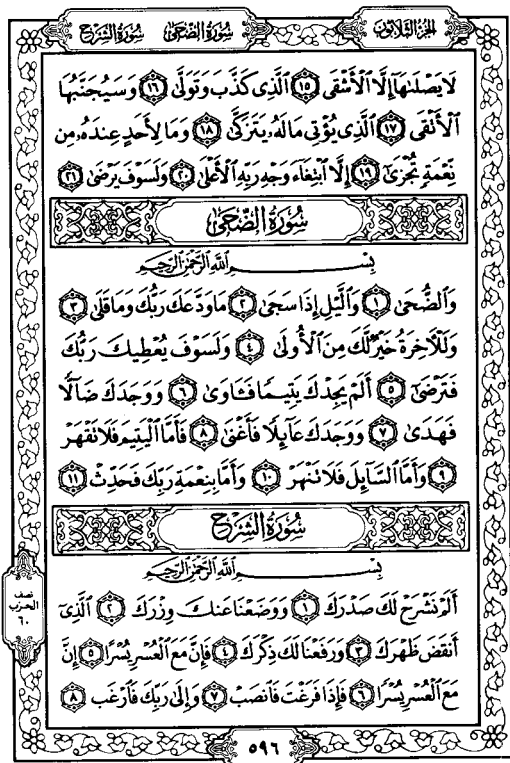 الجزء الثلاثون
سورة الضحى سورة الشرح
لَا يَصْلَىٰهَآ إِلَّا ٱلْأَشْقَى ١٥ ٱلَّذِى كَذَّبَ وَتَوَلَّىٰ ١٦ وَسَيُجَنَّبُهَا
ٱلْأَتْقَى ١٧ ٱلَّذِى يُؤْتِى مَالَهُۥ يَتَزَكَّىٰ ١٨ وَمَا لِأَحَدٍ عِندَهُۥ مِن
نِّعْمَةٍ تُجْزَىٰٓ ١٩ إِلَّا ٱبْتِغَآءَ وَجْهِ رَبِّهِ ٱلْأَعْلَىٰ ٢٠ وَلَسَوْفَ يَرْضَىٰ ٢١
سُورَةُ الضُّحَىٰ
بِسْمِ ٱللَّهِ ٱلرَّحْمَٰنِ ٱلرَّحِيمِ
وَٱلضُّحَىٰ ١ وَٱلَّيْلِ إِذَا سَجَىٰ ٢ مَا وَدَّعَكَ رَبُّكَ وَمَا قَلَىٰ ٣
وَلَلْءَاخِرَةُ خَيْرٌ لَّكَ مِنَ ٱلْأُولَىٰ ٤ وَلَسَوْفَ يُعْطِيكَ رَبُّكَ
فَتَرْضَىٰٓ ٥ أَلَمْ يَجِدْكَ يَتِيمًا فَـَٔاوَىٰ ٦ وَوَجَدَكَ ضَآلًّا
فَهَدَىٰ ٧ وَوَجَدَكَ عَآئِلًا فَأَغْنَىٰ ٨ فَأَمَّا ٱلْيَتِيمَ فَلَا تَقْهَرْ
٩ وَأَمَّا ٱلسَّآئِلَ فَلَا تَنْهَرْ ١٠ وَأَمَّا بِنِعْمَةِ رَبِّكَ فَحَدِّثْ ١١
سُورَةُ الشَّرْحِ
بِسْمِ ٱللَّهِ ٱلرَّحْمَٰنِ ٱلرَّحِيمِ
أَلَمْ نَشْرَحْ لَكَ صَدْرَكَ ١ وَوَضَعْنَا عَنكَ وِزْرَكَ ٢ ٱلَّذِىٓ
أَنقَضَ ظَهْرَكَ ٣ وَرَفَعْنَا لَكَ ذِكْرَكَ ٤ فَإِنَّ مَعَ ٱلْعُسْرِ يُسْرًا ٥ إِنَّ
مَعَ ٱلْعُسْرِ يُسْرًا ٦ فَإِذَا فَرَغْتَ فَٱنصَبْ ٧ وَإِلَىٰ رَبِّكَ فَٱرْغَب ٨
نصف
الحزب
٦٠
٥٩٦